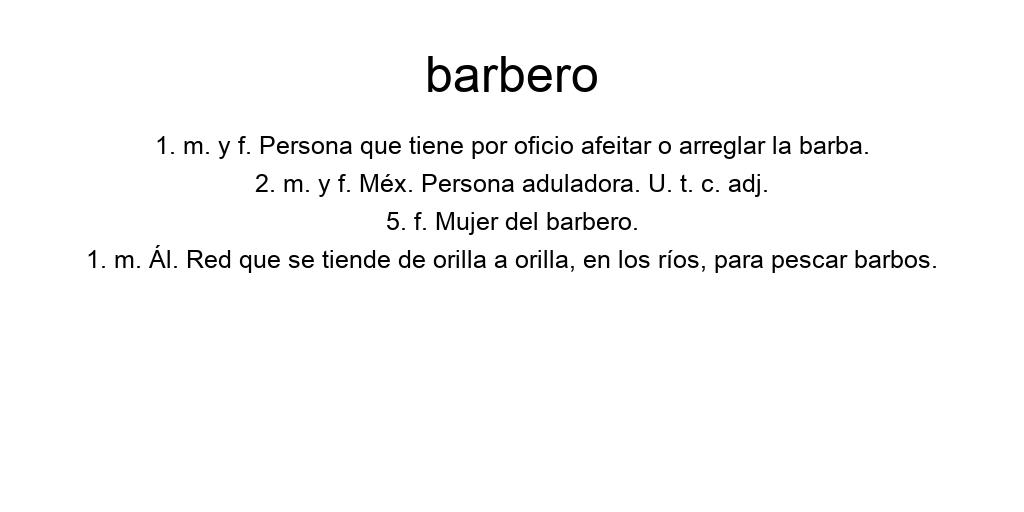 barbero
1. m. y f. Persona que tiene por oficio afeitar o arreglar la barba.
2. m. y f. Méx. Persona aduladora. U. t. c. adj.
5. f. Mujer del barbero.
1. m. Ál. Red que se tiende de orilla a orilla, en los ríos, para pescar barbos.